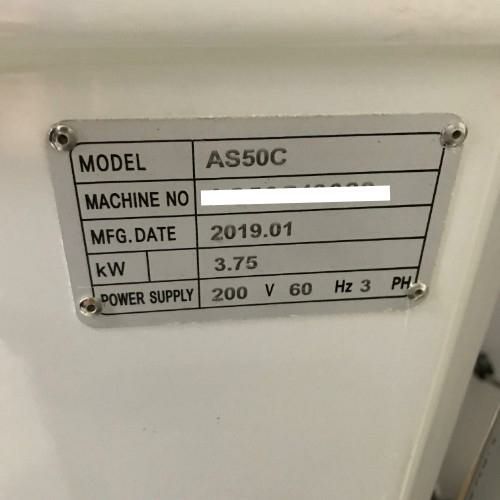 MODEL AS50C
MACHINE NO
MFG.DATE 2019.01
kW 3.75
POWER SUPPLY 200 V 60 Hz 3 PH